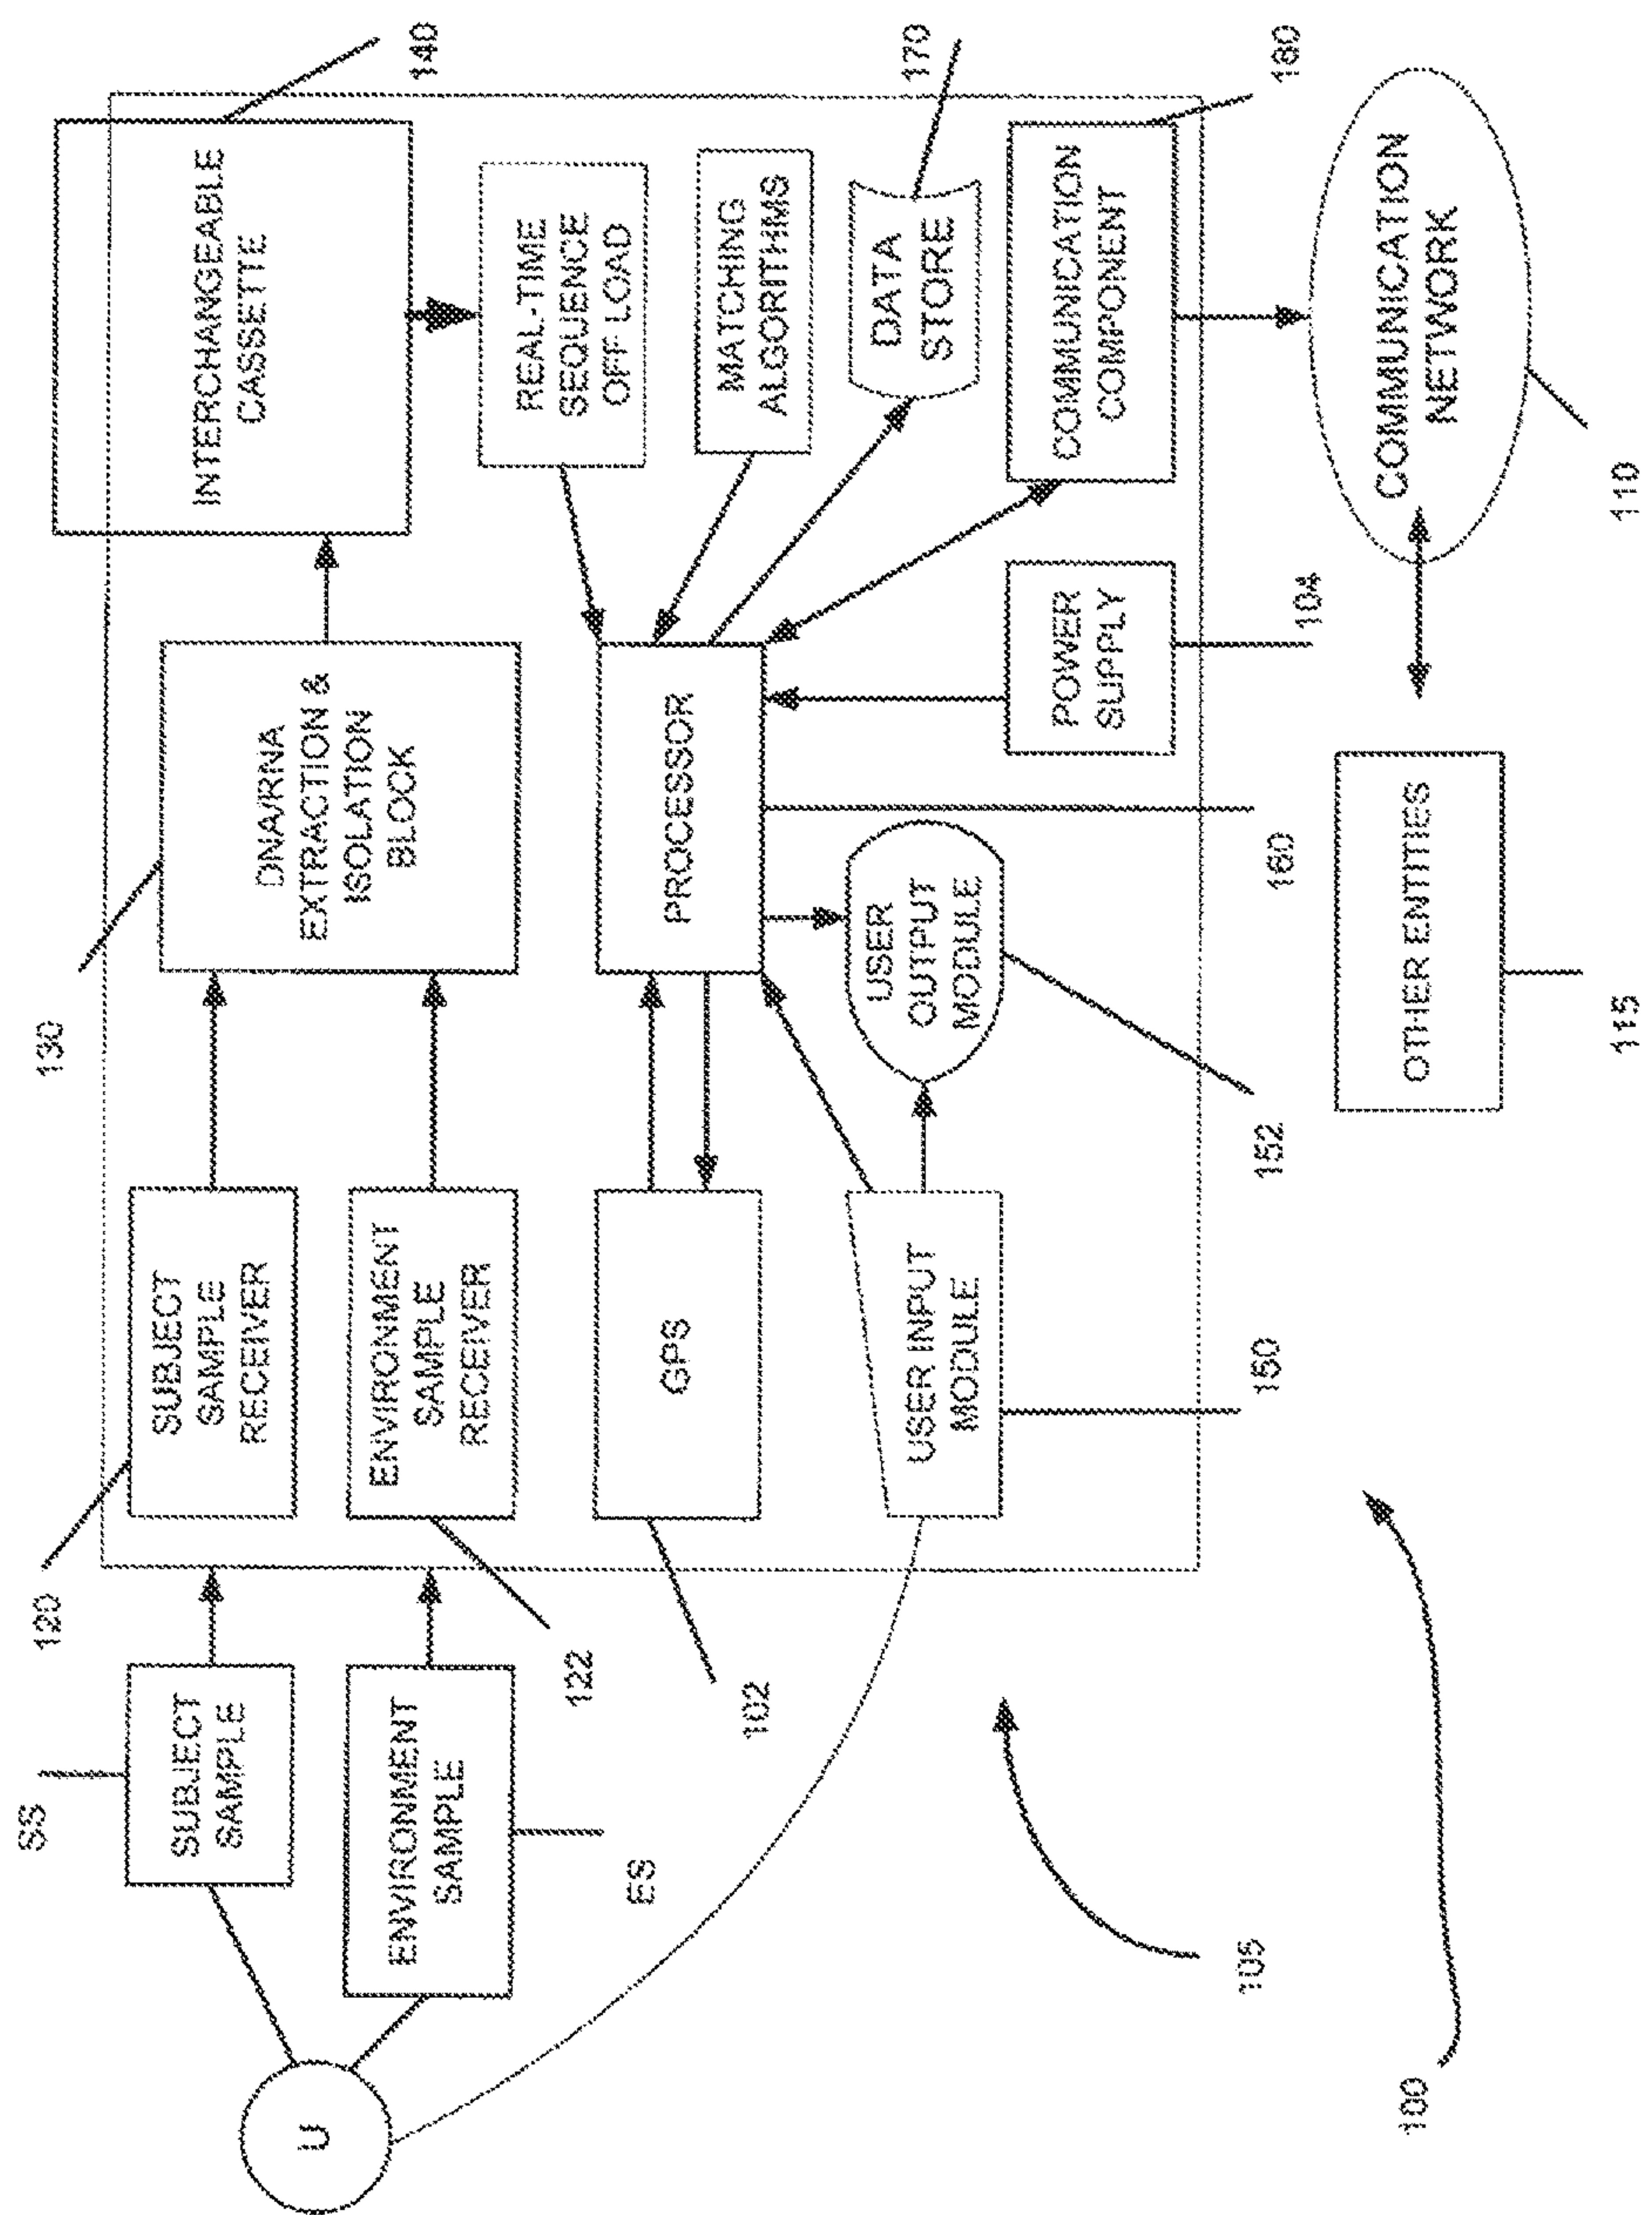 SS
SUBJECT
SAMPLE
120
SUBJECT
SAMPLE
RECEIVER
130
DNA/RNA
EXTRACTION &
ISOLATION
BLOCK
INTERCHANGEABLE
CASSETTE
140
U
ENVIRONMENT
SAMPLE
ES
122
ENVIRONMENT
SAMPLE
RECEIVER
REAL-TIME
SEQUENCE
OFF LOAD
MATCHING
ALGORITHMS
102
GPS
PROCESSOR
DATA
STORE
170
USER INPUT
MODULE
USER
OUTPUT
MODULE
POWER
SUPPLY
COMMUNICATION
COMPONENT
180
105
150
152
160
104
100
OTHER ENTITIES
115
COMMUNICATION
NETWORK
110